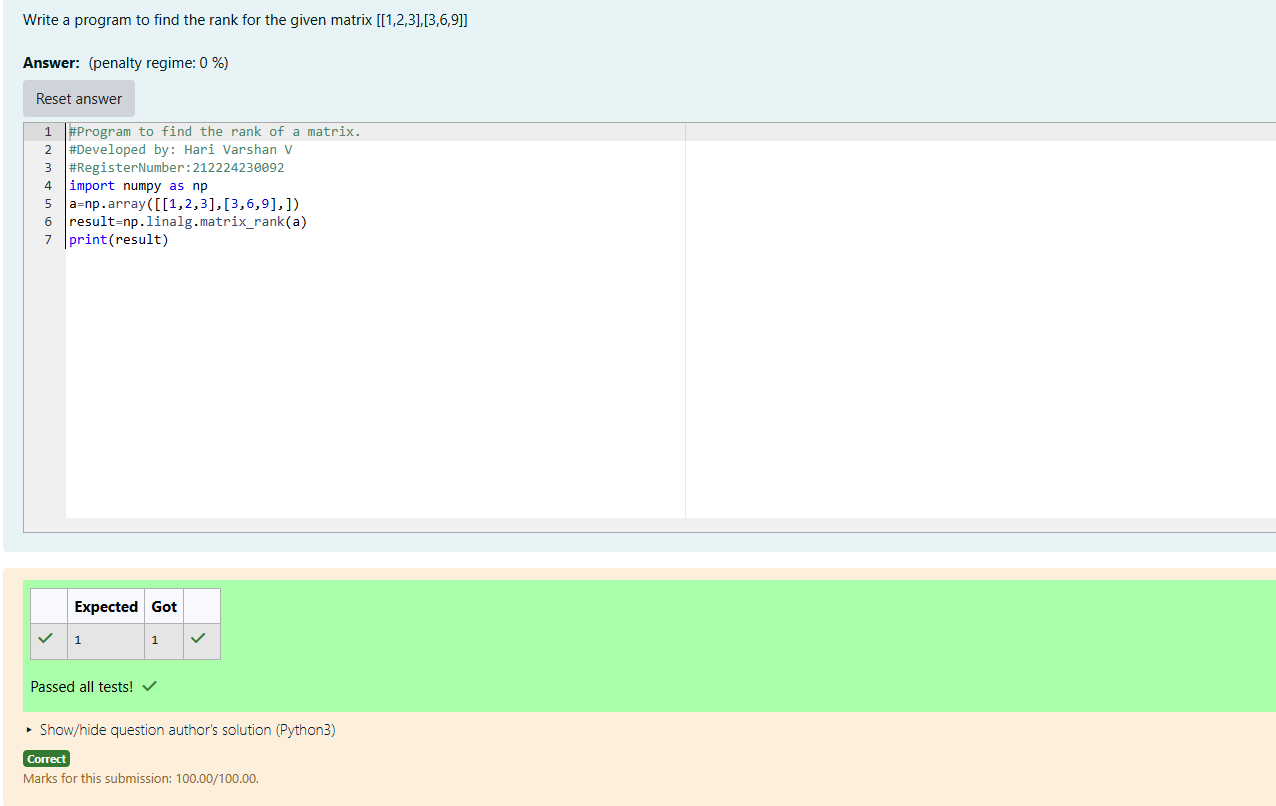 Write a program to find the rank for the given matrix [[1,2,3],[3,6,9]]
Answer: (penalty regime: 0 %)
Reset answer
1 #Program to find the rank of a matrix.
2 #Developed by: Hari Varshan V
3 #RegisterNumber:212224230092
4 import numpy as np
5 a=np.array([[1,2,3],[3,6,9],])
6 result=np.linalg.matrix_rank(a)
7 print(result)
Expected Got
1 1
Passed all tests!
Show/hide question author's solution (Python3)
Correct
Marks for this submission: 100.00/100.00.